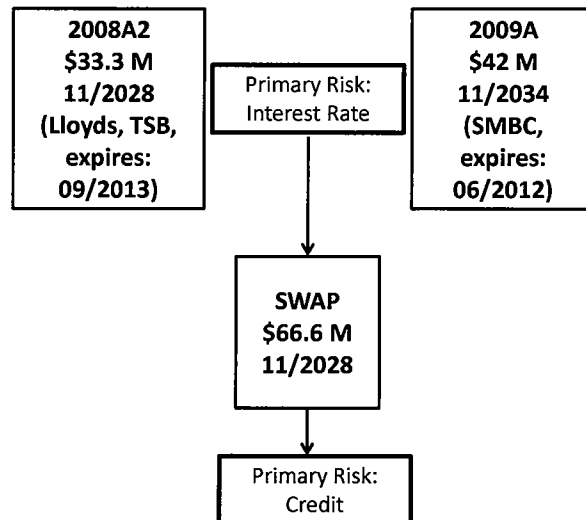 2008A2
$33.3 M
11/2028
(Lloyds, TSB,
expires:
09/2013)
Primary Risk:
Interest Rate
2009A
$42 M
11/2034
(SMBC,
expires:
06/2012)
SWAP
$66.6 M
11/2028
Primary Risk:
Credit